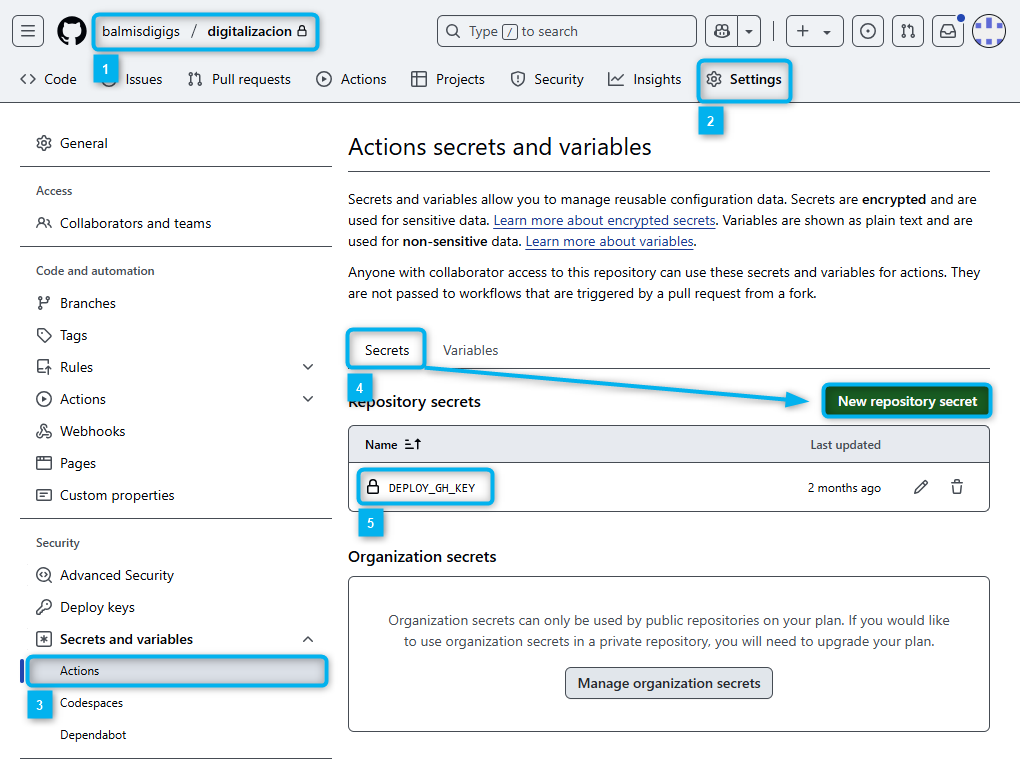 balmisdigigs / digitalizacion
Type / to search
1
Code
Issues
Pull requests
Actions
Projects
Security
Insights
Settings
2
General
Access
Collaborators and teams
Code and automation
Branches
Tags
Rules
Actions
Webhooks
Pages
Custom properties
Security
Advanced Security
Deploy keys
Secrets and variables
Actions
3
Codespaces
Dependabot
Actions secrets and variables
Secrets and variables allow you to manage reusable configuration data. Secrets are encrypted and are
used for sensitive data. Learn more about encrypted secrets. Variables are shown as plain text and are
used for non-sensitive data. Learn more about variables.
Anyone with collaborator access to this repository can use these secrets and variables for actions. They
are not passed to workflows that are triggered by a pull request from a fork.
Secrets
Variables
4
Repository secrets
New repository secret
Name
Last updated
DEPLOY_GH_KEY
2 months ago
5
Organization secrets
Organization secrets can only be used by public repositories on your plan. If you would like
to use organization secrets in a private repository, you will need to upgrade your plan.
Manage organization secrets